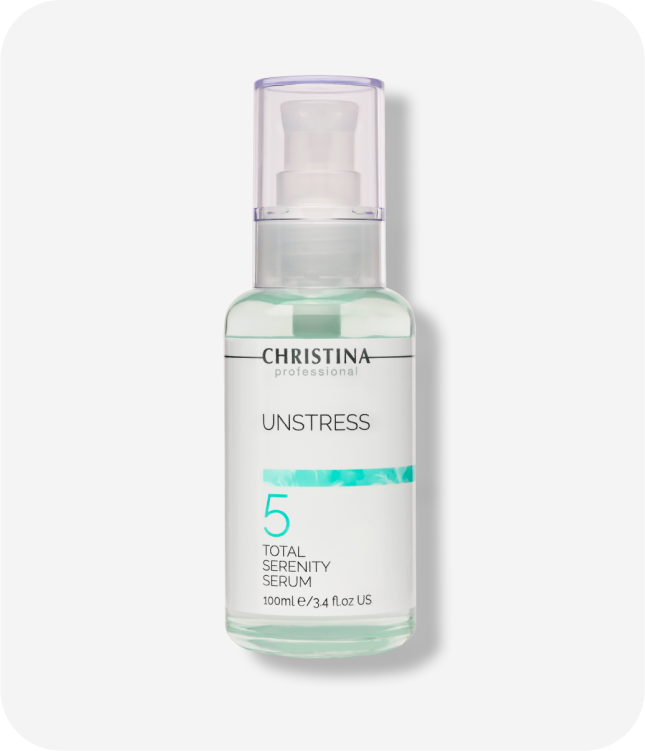 CHRISTINA
professional
UNSTRESS
5
TOTAL
SERENITY
SERUM
100ml ℮/3.4 fl.oz US